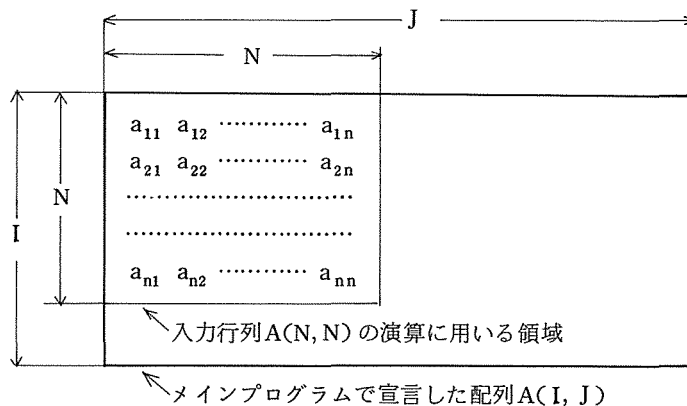 J
N
a11 a12 ………… a1n
a21 a22 ………… a2n
N
I
……………………………
……………………………
an1 an2 ………… ann
入力行列A(N, N) の演算に用いる領域
メインプログラムで宣言した配列A(I, J)